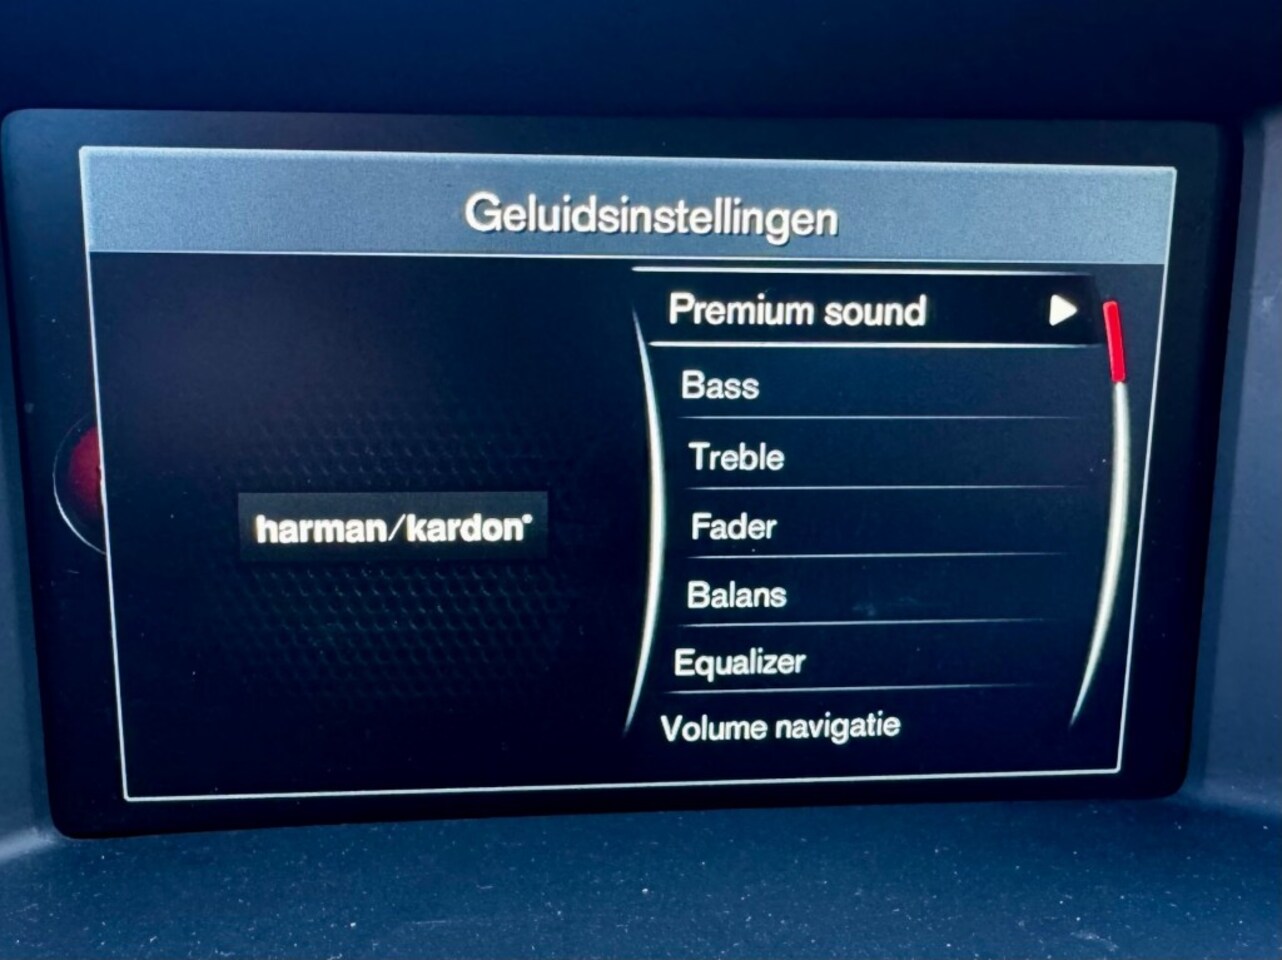 Geluidsinstellingen
Premium sound
Bass
Treble
harman/kardon®
Fader
Balans
Equalizer
Volume navigatie